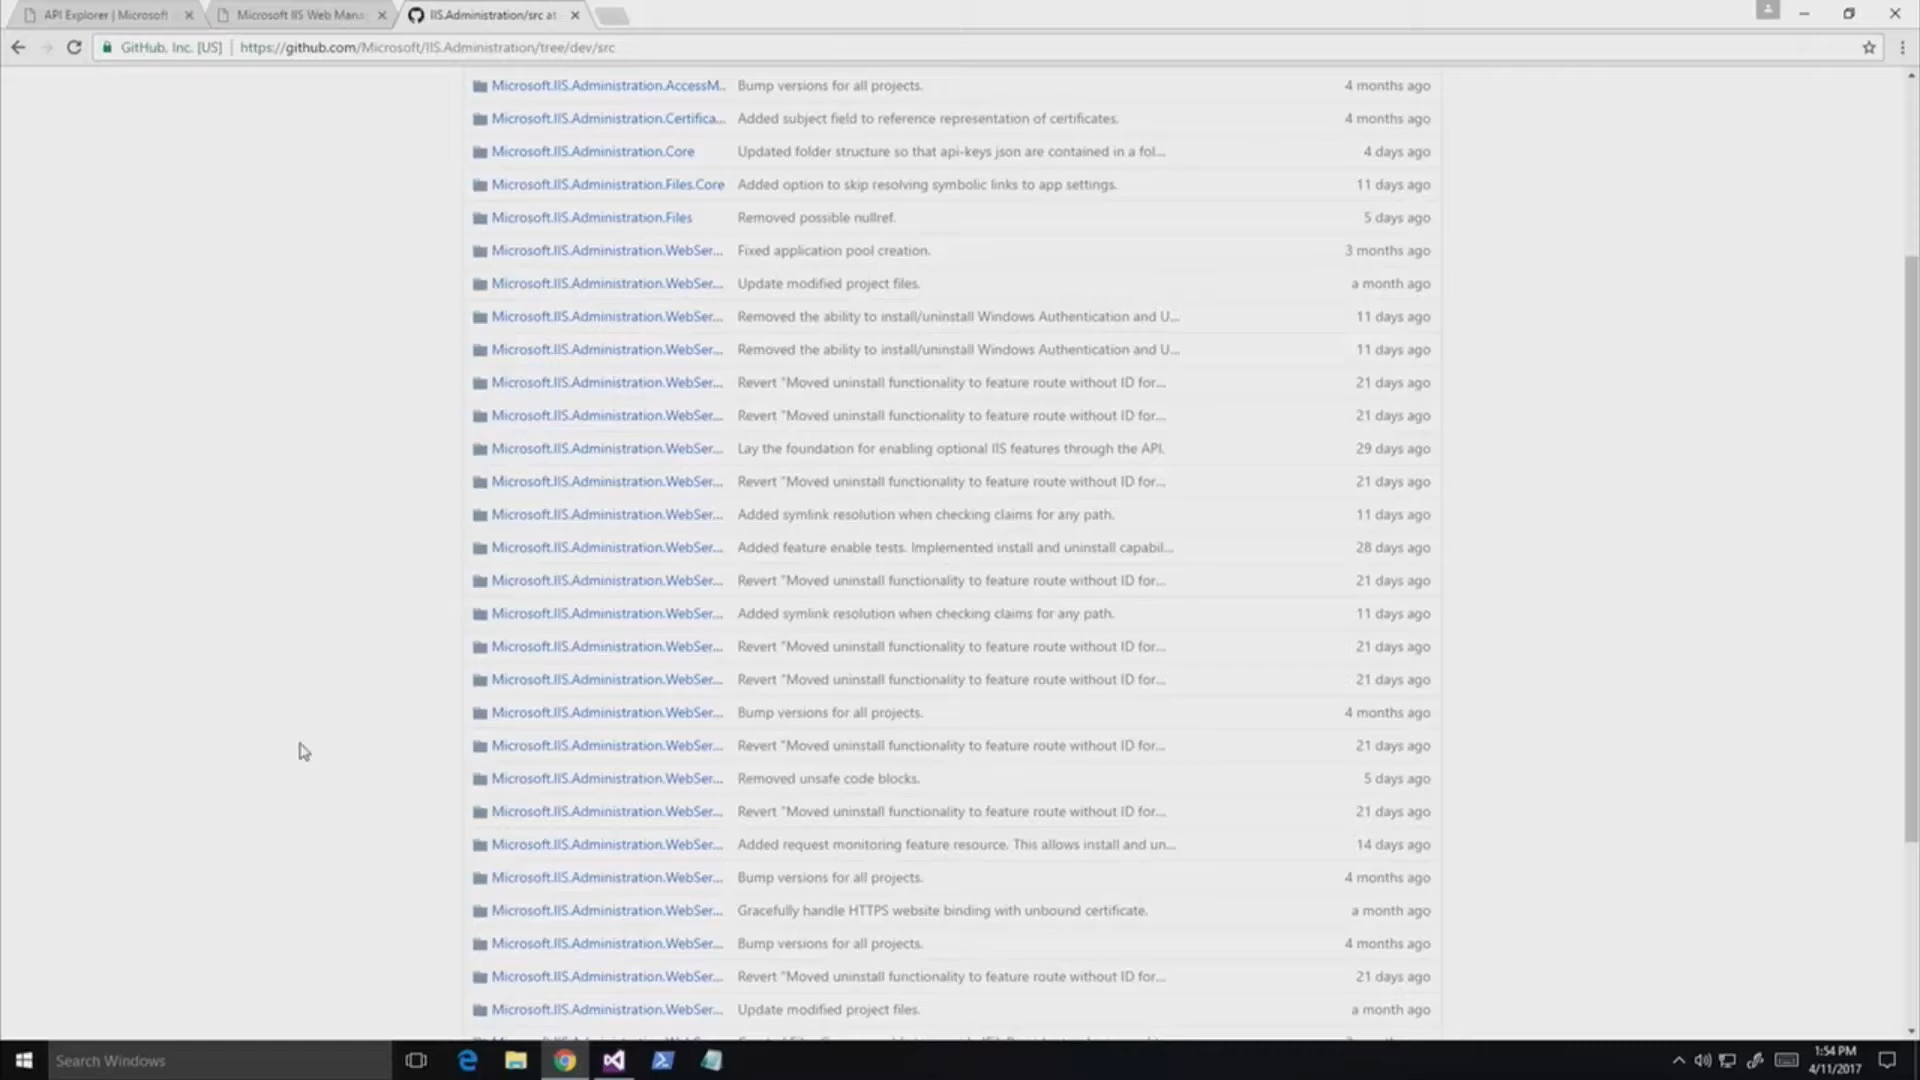 API Explorer | Microsoft
Microsoft IIS Web Mana
IIS.Administration/src at
GitHub, Inc. [US] | https://github.com/Microsoft/IIS.Administration/tree/dev/src
Microsoft.IIS.Administration.AccessM... Bump versions for all projects. 4 months ago
Microsoft.IIS.Administration.Certifica... Added subject field to reference representation of certificates. 4 months ago
Microsoft.IIS.Administration.Core Updated folder structure so that api-keys json are contained in a fol... 4 days ago
Microsoft.IIS.Administration.Files.Core Added option to skip resolving symbolic links to app settings. 11 days ago
Microsoft.IIS.Administration.Files Removed possible nullref. 5 days ago
Microsoft.IIS.Administration.WebSer... Fixed application pool creation. 3 months ago
Microsoft.IIS.Administration.WebSer... Update modified project files. a month ago
Microsoft.IIS.Administration.WebSer... Removed the ability to install/uninstall Windows Authentication and U... 11 days ago
Microsoft.IIS.Administration.WebSer... Removed the ability to install/uninstall Windows Authentication and U... 11 days ago
Microsoft.IIS.Administration.WebSer... Revert "Moved uninstall functionality to feature route without ID for... 21 days ago
Microsoft.IIS.Administration.WebSer... Revert "Moved uninstall functionality to feature route without ID for... 21 days ago
Microsoft.IIS.Administration.WebSer... Lay the foundation for enabling optional IIS features through the API. 29 days ago
Microsoft.IIS.Administration.WebSer... Revert "Moved uninstall functionality to feature route without ID for... 21 days ago
Microsoft.IIS.Administration.WebSer... Added symlink resolution when checking claims for any path. 11 days ago
Microsoft.IIS.Administration.WebSer... Added feature enable tests. Implemented install and uninstall capabil... 28 days ago
Microsoft.IIS.Administration.WebSer... Revert "Moved uninstall functionality to feature route without ID for... 21 days ago
Microsoft.IIS.Administration.WebSer... Added symlink resolution when checking claims for any path. 11 days ago
Microsoft.IIS.Administration.WebSer... Revert "Moved uninstall functionality to feature route without ID for... 21 days ago
Microsoft.IIS.Administration.WebSer... Revert "Moved uninstall functionality to feature route without ID for... 21 days ago
Microsoft.IIS.Administration.WebSer... Bump versions for all projects. 4 months ago
Microsoft.IIS.Administration.WebSer... Revert "Moved uninstall functionality to feature route without ID for... 21 days ago
Microsoft.IIS.Administration.WebSer... Removed unsafe code blocks. 5 days ago
Microsoft.IIS.Administration.WebSer... Revert "Moved uninstall functionality to feature route without ID for... 21 days ago
Microsoft.IIS.Administration.WebSer... Added request monitoring feature resource. This allows install and un... 14 days ago
Microsoft.IIS.Administration.WebSer... Bump versions for all projects. 4 months ago
Microsoft.IIS.Administration.WebSer... Gracefully handle HTTPS website binding with unbound certificate. a month ago
Microsoft.IIS.Administration.WebSer... Bump versions for all projects. 4 months ago
Microsoft.IIS.Administration.WebSer... Revert "Moved uninstall functionality to feature route without ID for... 21 days ago
Microsoft.IIS.Administration.WebSer... Update modified project files. a month ago
Search Windows
1:54 PM
4/11/2017